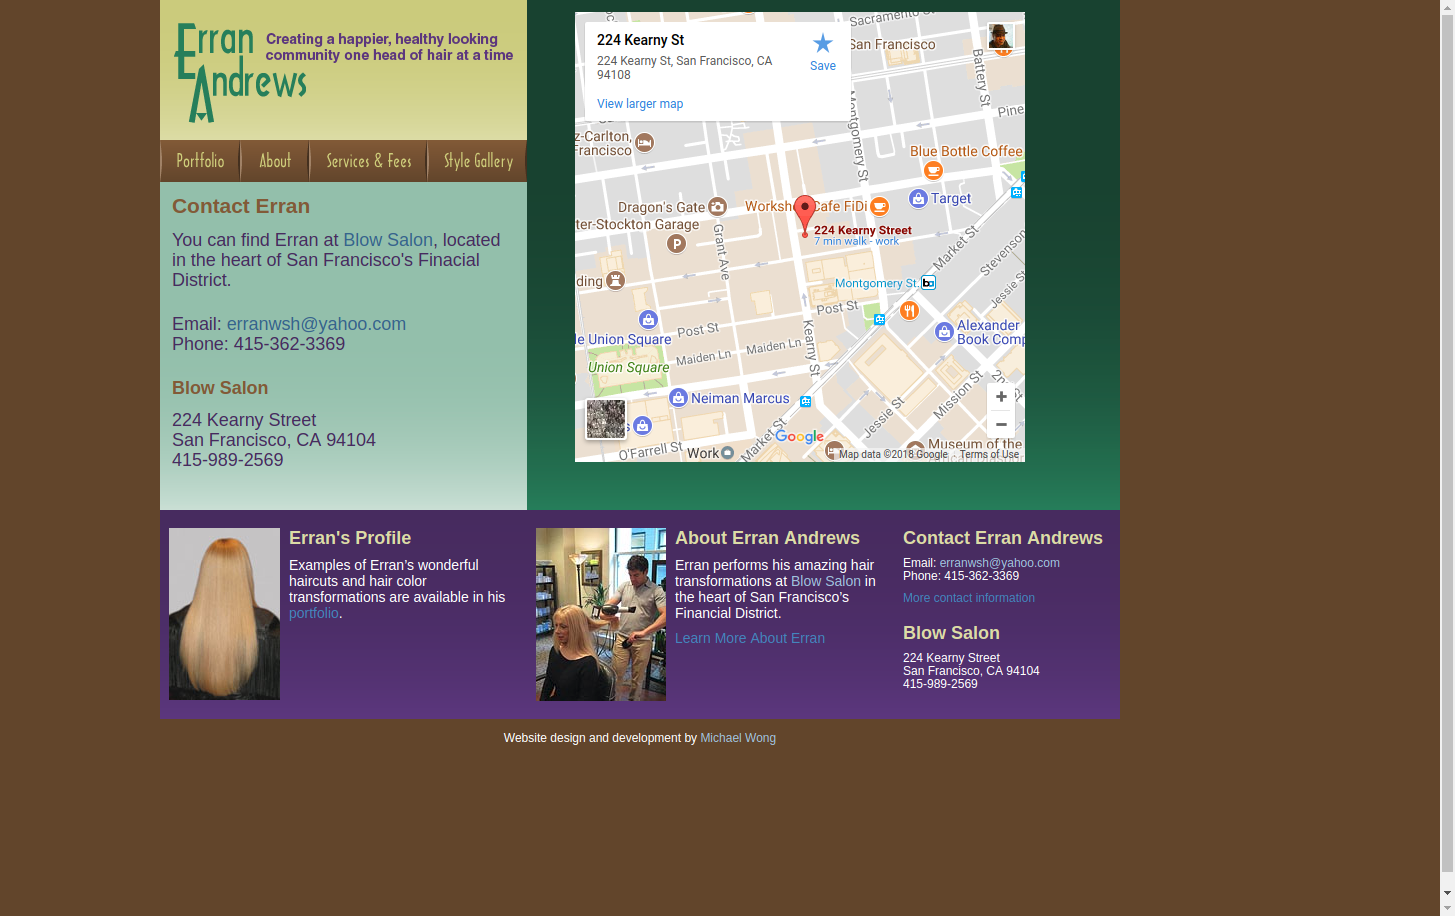 Erran
Andrews
Creating a happier, healthy looking
community one head of hair at a time
Portfolio
About
Services & Fees
Style Gallery
Contact Erran
You can find Erran at Blow Salon, located
in the heart of San Francisco's Finacial
District.
Email: erranwsh@yahoo.com
Phone: 415-362-3369
Blow Salon
224 Kearny Street
San Francisco, CA 94104
415-989-2569
224 Kearny St
224 Kearny St, San Francisco, CA
94108
View larger map
Save
Sacramento St
San Francisco
Battery St
Pine
Montgomery St
z-Carlton,
Francisco
Blue Bottle Coffee
Dragon's Gate
Cafe FiDi
Target
ter-Stockton Garage
Grant Ave
224 Kearny Street
7 min walk - work
Market St
Stevenson
Jessie St
ding
Montgomery St.
Post St
Post St
le Union Square
Kearny St
Maiden Ln
Maiden Ln
Alexander
Book Comp
Union Square
Neiman Marcus
Mission St
Jessie St
Market St
O'Farrell St
Work
Google
Museum of the
Map data ©2018 Google
Terms of Use
Erran's Profile
Examples of Erran's wonderful
haircuts and hair color
transformations are available in his
portfolio.
About Erran Andrews
Erran performs his amazing hair
transformations at Blow Salon in
the heart of San Francisco's
Financial District.
Learn More About Erran
Contact Erran Andrews
Email: erranwsh@yahoo.com
Phone: 415-362-3369
More contact information
Blow Salon
224 Kearny Street
San Francisco, CA 94104
415-989-2569
Website design and development by Michael Wong